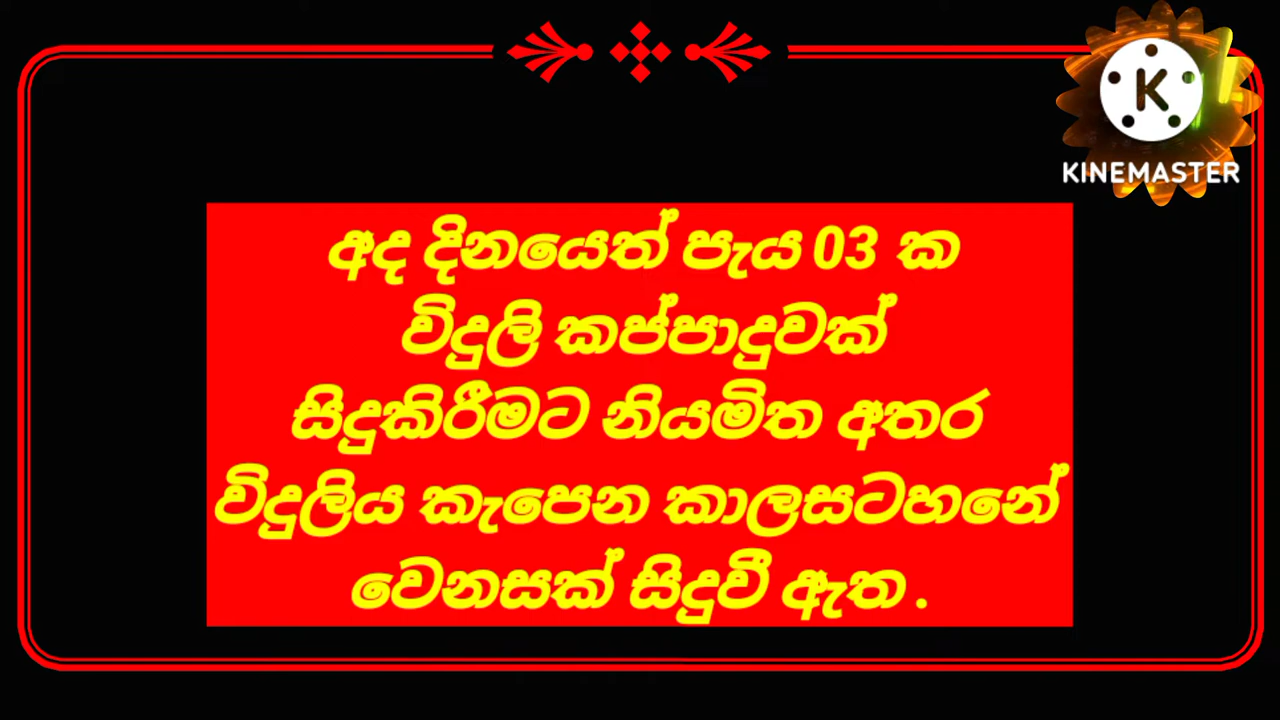 K
KINEMASTER
අද දිනයෙත් පැය 03 ක
විදුලි කප්පාදුවක්
සිදුකිරීමට නියමිත අතර
විදුලිය කැපෙන කාලසටහනේ
වෙනසක් සිදුවී ඇත .